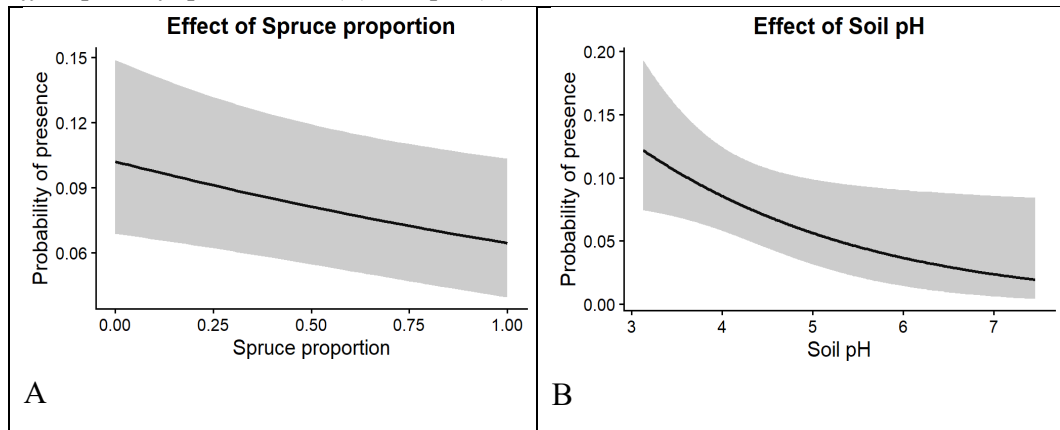 Effect of Spruce proportion
Probability of presence
0.15
0.12
0.09
0.06
0.00
0.25
0.50
0.75
1.00
Spruce proportion
A
Effect of Soil pH
Probability of presence
0.20
0.15
0.10
0.05
0.00
3
4
5
6
7
Soil pH
B